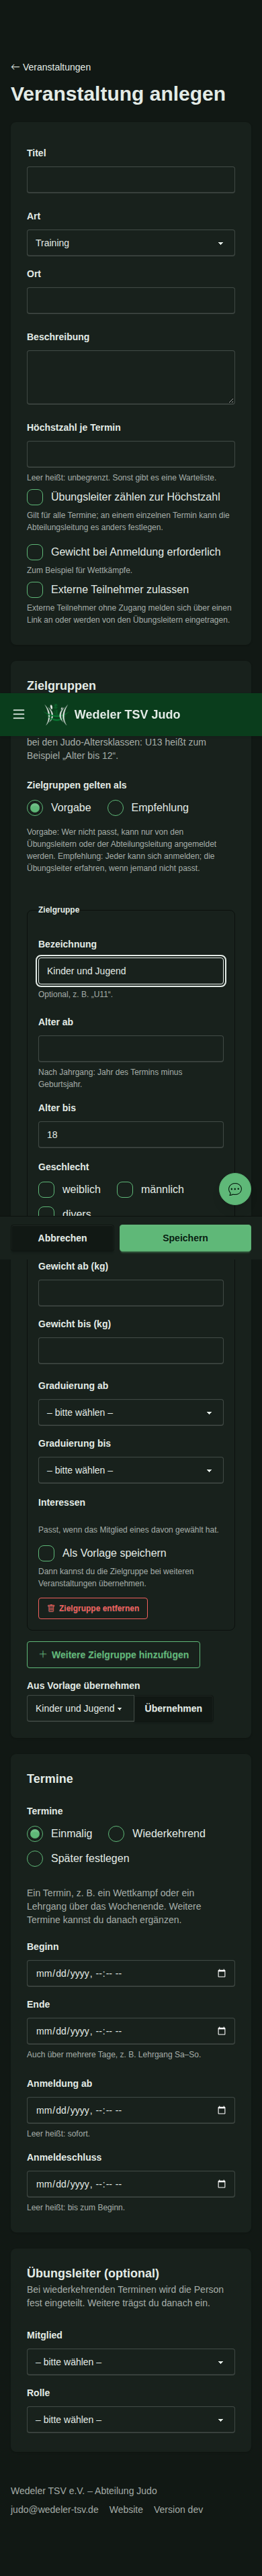 ← Veranstaltungen
Veranstaltung anlegen
Titel
Art
Training
Ort
Beschreibung
Höchstzahl je Termin
Leer heißt: unbegrenzt. Sonst gibt es eine Warteliste.
Übungsleiter zählen zur Höchstzahl
Gilt für alle Termine; an einem einzelnen Termin kann die
Abteilungsleitung es anders festlegen.
Gewicht bei Anmeldung erforderlich
Zum Beispiel für Wettkämpfe.
Externe Teilnehmer zulassen
Externe Teilnehmer ohne Zugang melden sich über einen
Link an oder werden von den Übungsleitern eingetragen.
Zielgruppen
Wedeler TSV Judo
bei den Judo-Altersklassen: U13 heißt zum
Beispiel „Alter bis 12“.
Zielgruppen gelten als
Vorgabe Empfehlung
Vorgabe: Wer nicht passt, kann nur von den
Übungsleitern oder der Abteilungsleitung angemeldet
werden. Empfehlung: Jeder kann sich anmelden; die
Übungsleiter erfahren, wenn jemand nicht passt.
Zielgruppe
Bezeichnung
Kinder und Jugend
Optional, z. B. „U11“.
Alter ab
Nach Jahrgang: Jahr des Termins minus
Geburtsjahr.
Alter bis
18
Geschlecht
weiblich männlich
divers
Abbrechen Speichern
Gewicht ab (kg)
Gewicht bis (kg)
Graduierung ab
– bitte wählen –
Graduierung bis
– bitte wählen –
Interessen
Passt, wenn das Mitglied eines davon gewählt hat.
Als Vorlage speichern
Dann kannst du die Zielgruppe bei weiteren
Veranstaltungen übernehmen.
Zielgruppe entfernen
+ Weitere Zielgruppe hinzufügen
Aus Vorlage übernehmen
Kinder und Jugend Übernehmen
Termine
Termine
Einmalig Wiederkehrend
Später festlegen
Ein Termin, z. B. ein Wettkampf oder ein
Lehrgang über das Wochenende. Weitere
Termine kannst du danach ergänzen.
Beginn
mm/dd/yyyy, --:-- --
Ende
mm/dd/yyyy, --:-- --
Auch über mehrere Tage, z. B. Lehrgang Sa–So.
Anmeldung ab
mm/dd/yyyy, --:-- --
Leer heißt: sofort.
Anmeldeschluss
mm/dd/yyyy, --:-- --
Leer heißt: bis zum Beginn.
Übungsleiter (optional)
Bei wiederkehrenden Terminen wird die Person
fest eingeteilt. Weitere trägst du danach ein.
Mitglied
– bitte wählen –
Rolle
– bitte wählen –
Wedeler TSV e.V. – Abteilung Judo
judo@wedeler-tsv.de Website Version dev